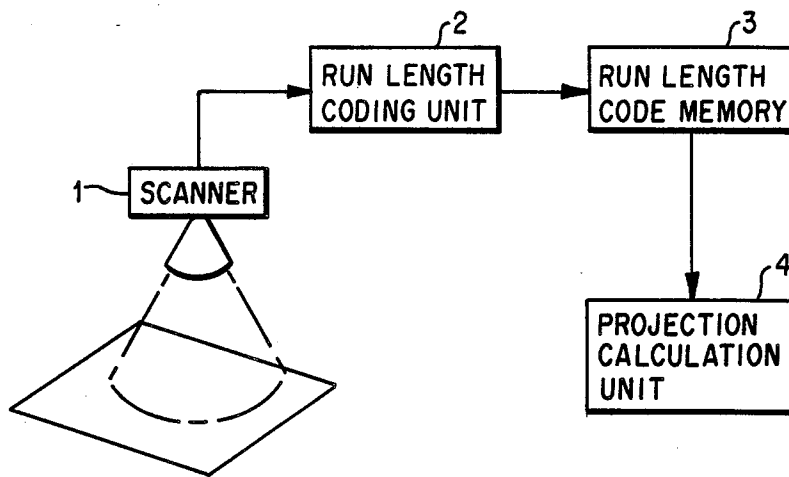 2
RUN LENGTH
CODING UNIT
3
RUN LENGTH
CODE MEMORY
1
SCANNER
4
PROJECTION
CALCULATION
UNIT